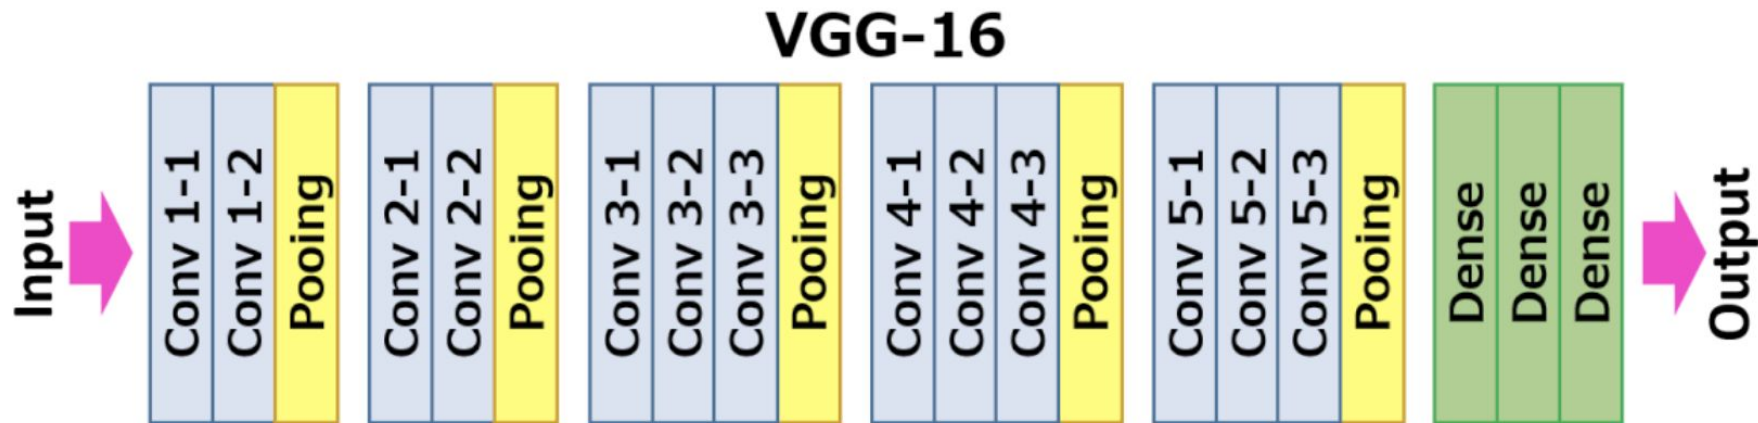 VGG-16
Input
Conv 1-1
Conv 1-2
Pooing
Conv 2-1
Conv 2-2
Pooing
Conv 3-1
Conv 3-2
Conv 3-3
Pooing
Conv 4-1
Conv 4-2
Conv 4-3
Pooing
Conv 5-1
Conv 5-2
Conv 5-3
Pooing
Dense
Dense
Dense
Output